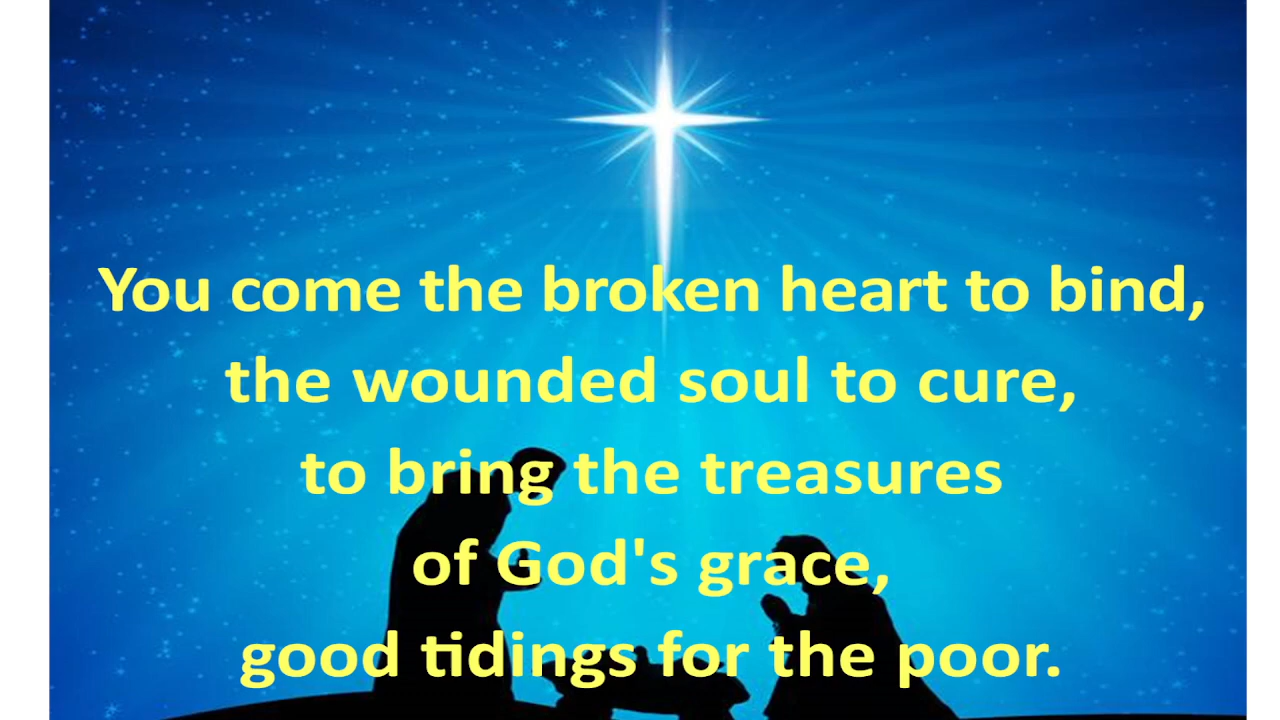 You come the broken heart to bind,
the wounded soul to cure,
to bring the treasures
of God's grace,
good tidings for the poor.